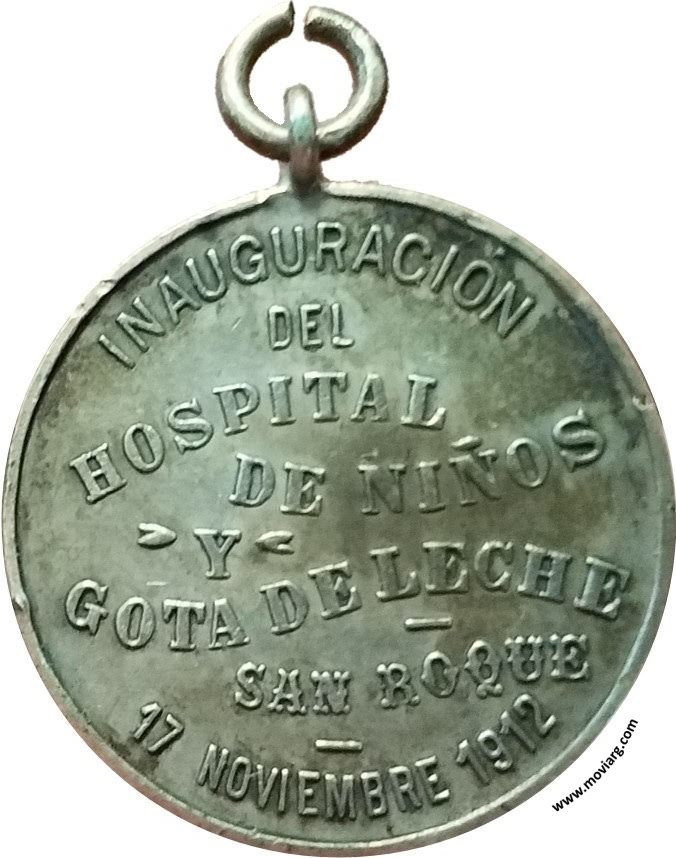 INAUGURACIÓN
DEL
HOSPITAL
DE NIÑOS
Y
GOTA DE LECHE
SAN ROQUE
17 NOVIEMBRE 1912
www.moviarg.com